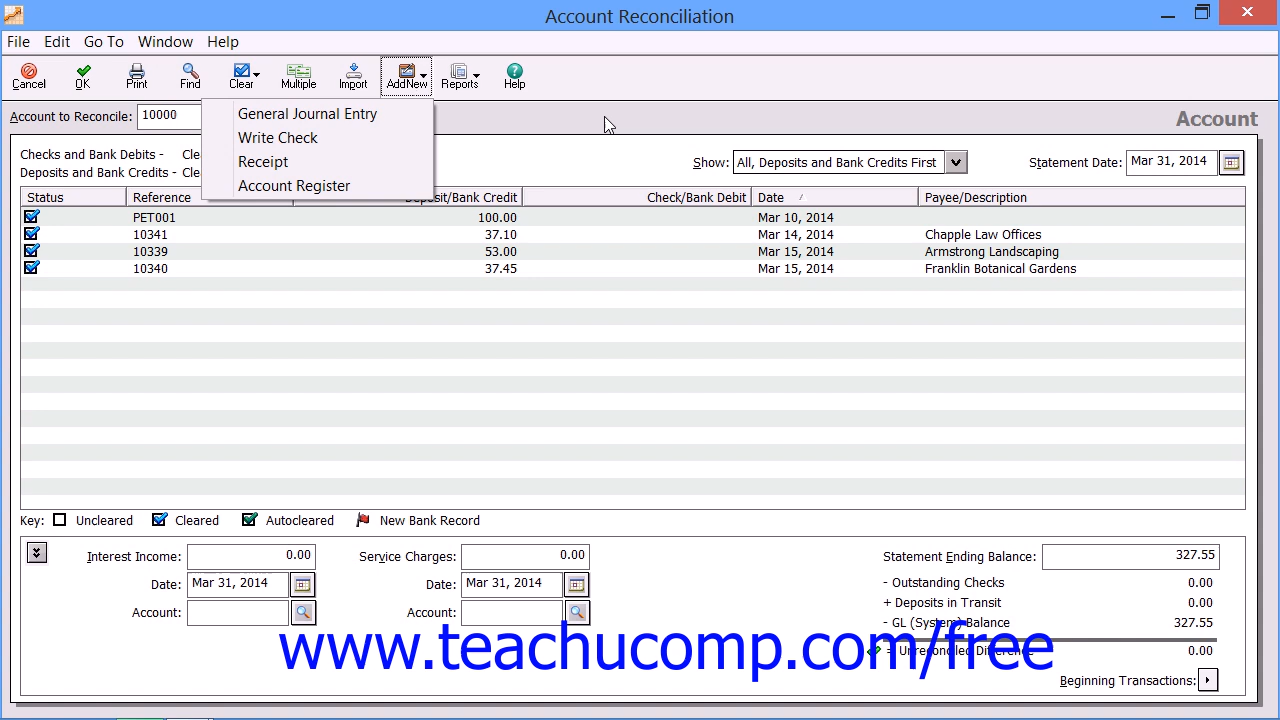 Account Reconciliation
File Edit Go To Window Help
Cancel OK Print Find Clear Multiple Import AddNew Reports Help
Account to Reconcile: 10000 Account
General Journal Entry
Write Check
Receipt
Account Register
Checks and Bank Debits - Cle
Deposits and Bank Credits - Cle
Show: All, Deposits and Bank Credits First Statement Date: Mar 31, 2014
Status Reference Deposit/Bank Credit Check/Bank Debit Date / Payee/Description
PET001 100.00 Mar 10, 2014
10341 37.10 Mar 14, 2014 Chapple Law Offices
10339 53.00 Mar 15, 2014 Armstrong Landscaping
10340 37.45 Mar 15, 2014 Franklin Botanical Gardens
Key: Uncleared Cleared Autocleared New Bank Record
Interest Income: 0.00 Service Charges: 0.00 Statement Ending Balance: 327.55
Date: Mar 31, 2014 Date: Mar 31, 2014 - Outstanding Checks 0.00
+ Deposits in Transit 0.00
Account: Account: - GL (System) Balance 327.55
www.teachucomp.com/free
= Unreconciled Difference 0.00
Beginning Transactions: